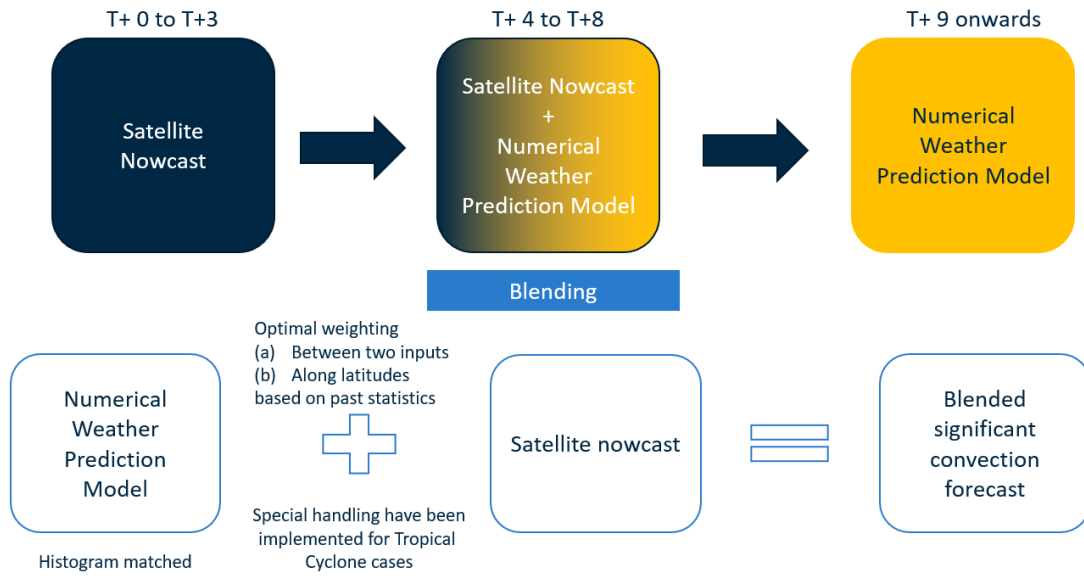 T+ 0 to T+3
T+ 4 to T+8
T+ 9 onwards
Satellite
Nowcast
Satellite Nowcast
+
Numerical
Weather
Prediction Model
Numerical
Weather
Prediction Model
Blending
Numerical
Weather
Prediction
Model
Histogram matched
Optimal weighting
(a) Between two inputs
(b) Along latitudes
based on past statistics
Special handling have been
implemented for Tropical
Cyclone cases
Satellite nowcast
Blended
significant
convection
forecast